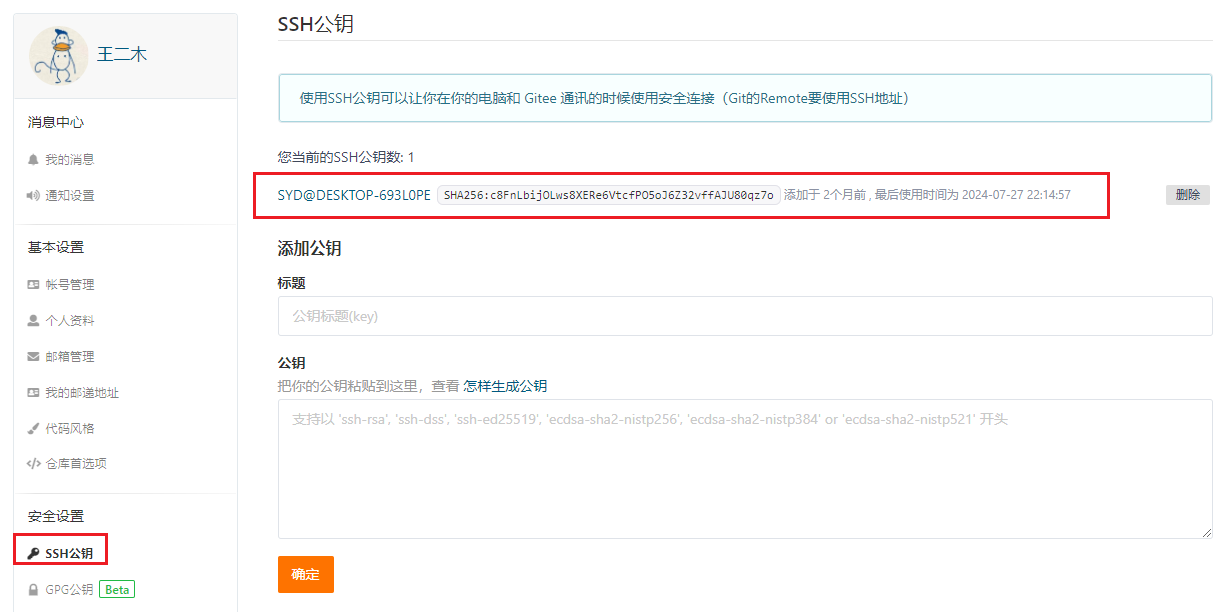 王二木
消息中心
我的消息
通知设置
基本设置
帐号管理
个人资料
邮箱管理
我的邮递地址
代码风格
仓库首选项
安全设置
SSH公钥
GPG公钥 Beta
SSH公钥
使用SSH公钥可以让你在你的电脑和 Gitee 通讯的时候使用安全连接（Git的Remote要使用SSH地址）
您当前的SSH公钥数: 1
SYD@DESKTOP-693L0PE SHA256:c8FnLbijOLws8XERe6VtcfPO5oJ6Z32vffAJU80qz7o 添加于 2个月前 , 最后使用时间为 2024-07-27 22:14:57 删除
添加公钥
标题
公钥标题(key)
公钥
把你的公钥粘贴到这里，查看 怎样生成公钥
支持以 'ssh-rsa', 'ssh-dss', 'ssh-ed25519', 'ecdsa-sha2-nistp256', 'ecdsa-sha2-nistp384' or 'ecdsa-sha2-nistp521' 开头
确定